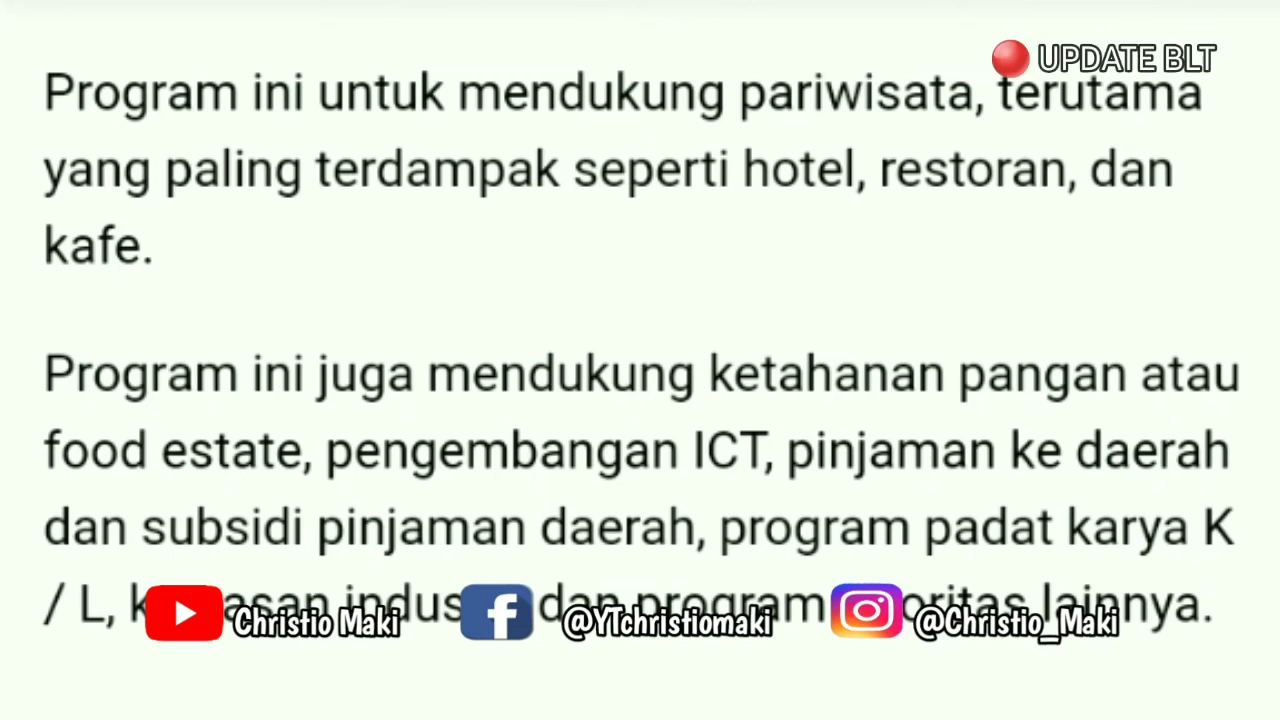 UPDATE BLT
Program ini untuk mendukung pariwisata, terutama
yang paling terdampak seperti hotel, restoran, dan
kafe.
Program ini juga mendukung ketahanan pangan atau
food estate, pengembangan ICT, pinjaman ke daerah
dan subsidi pinjaman daerah, program padat karya K
/ L, dan program lainnya.
Christio Maki
@YTchristiomaki
@Christio_Maki